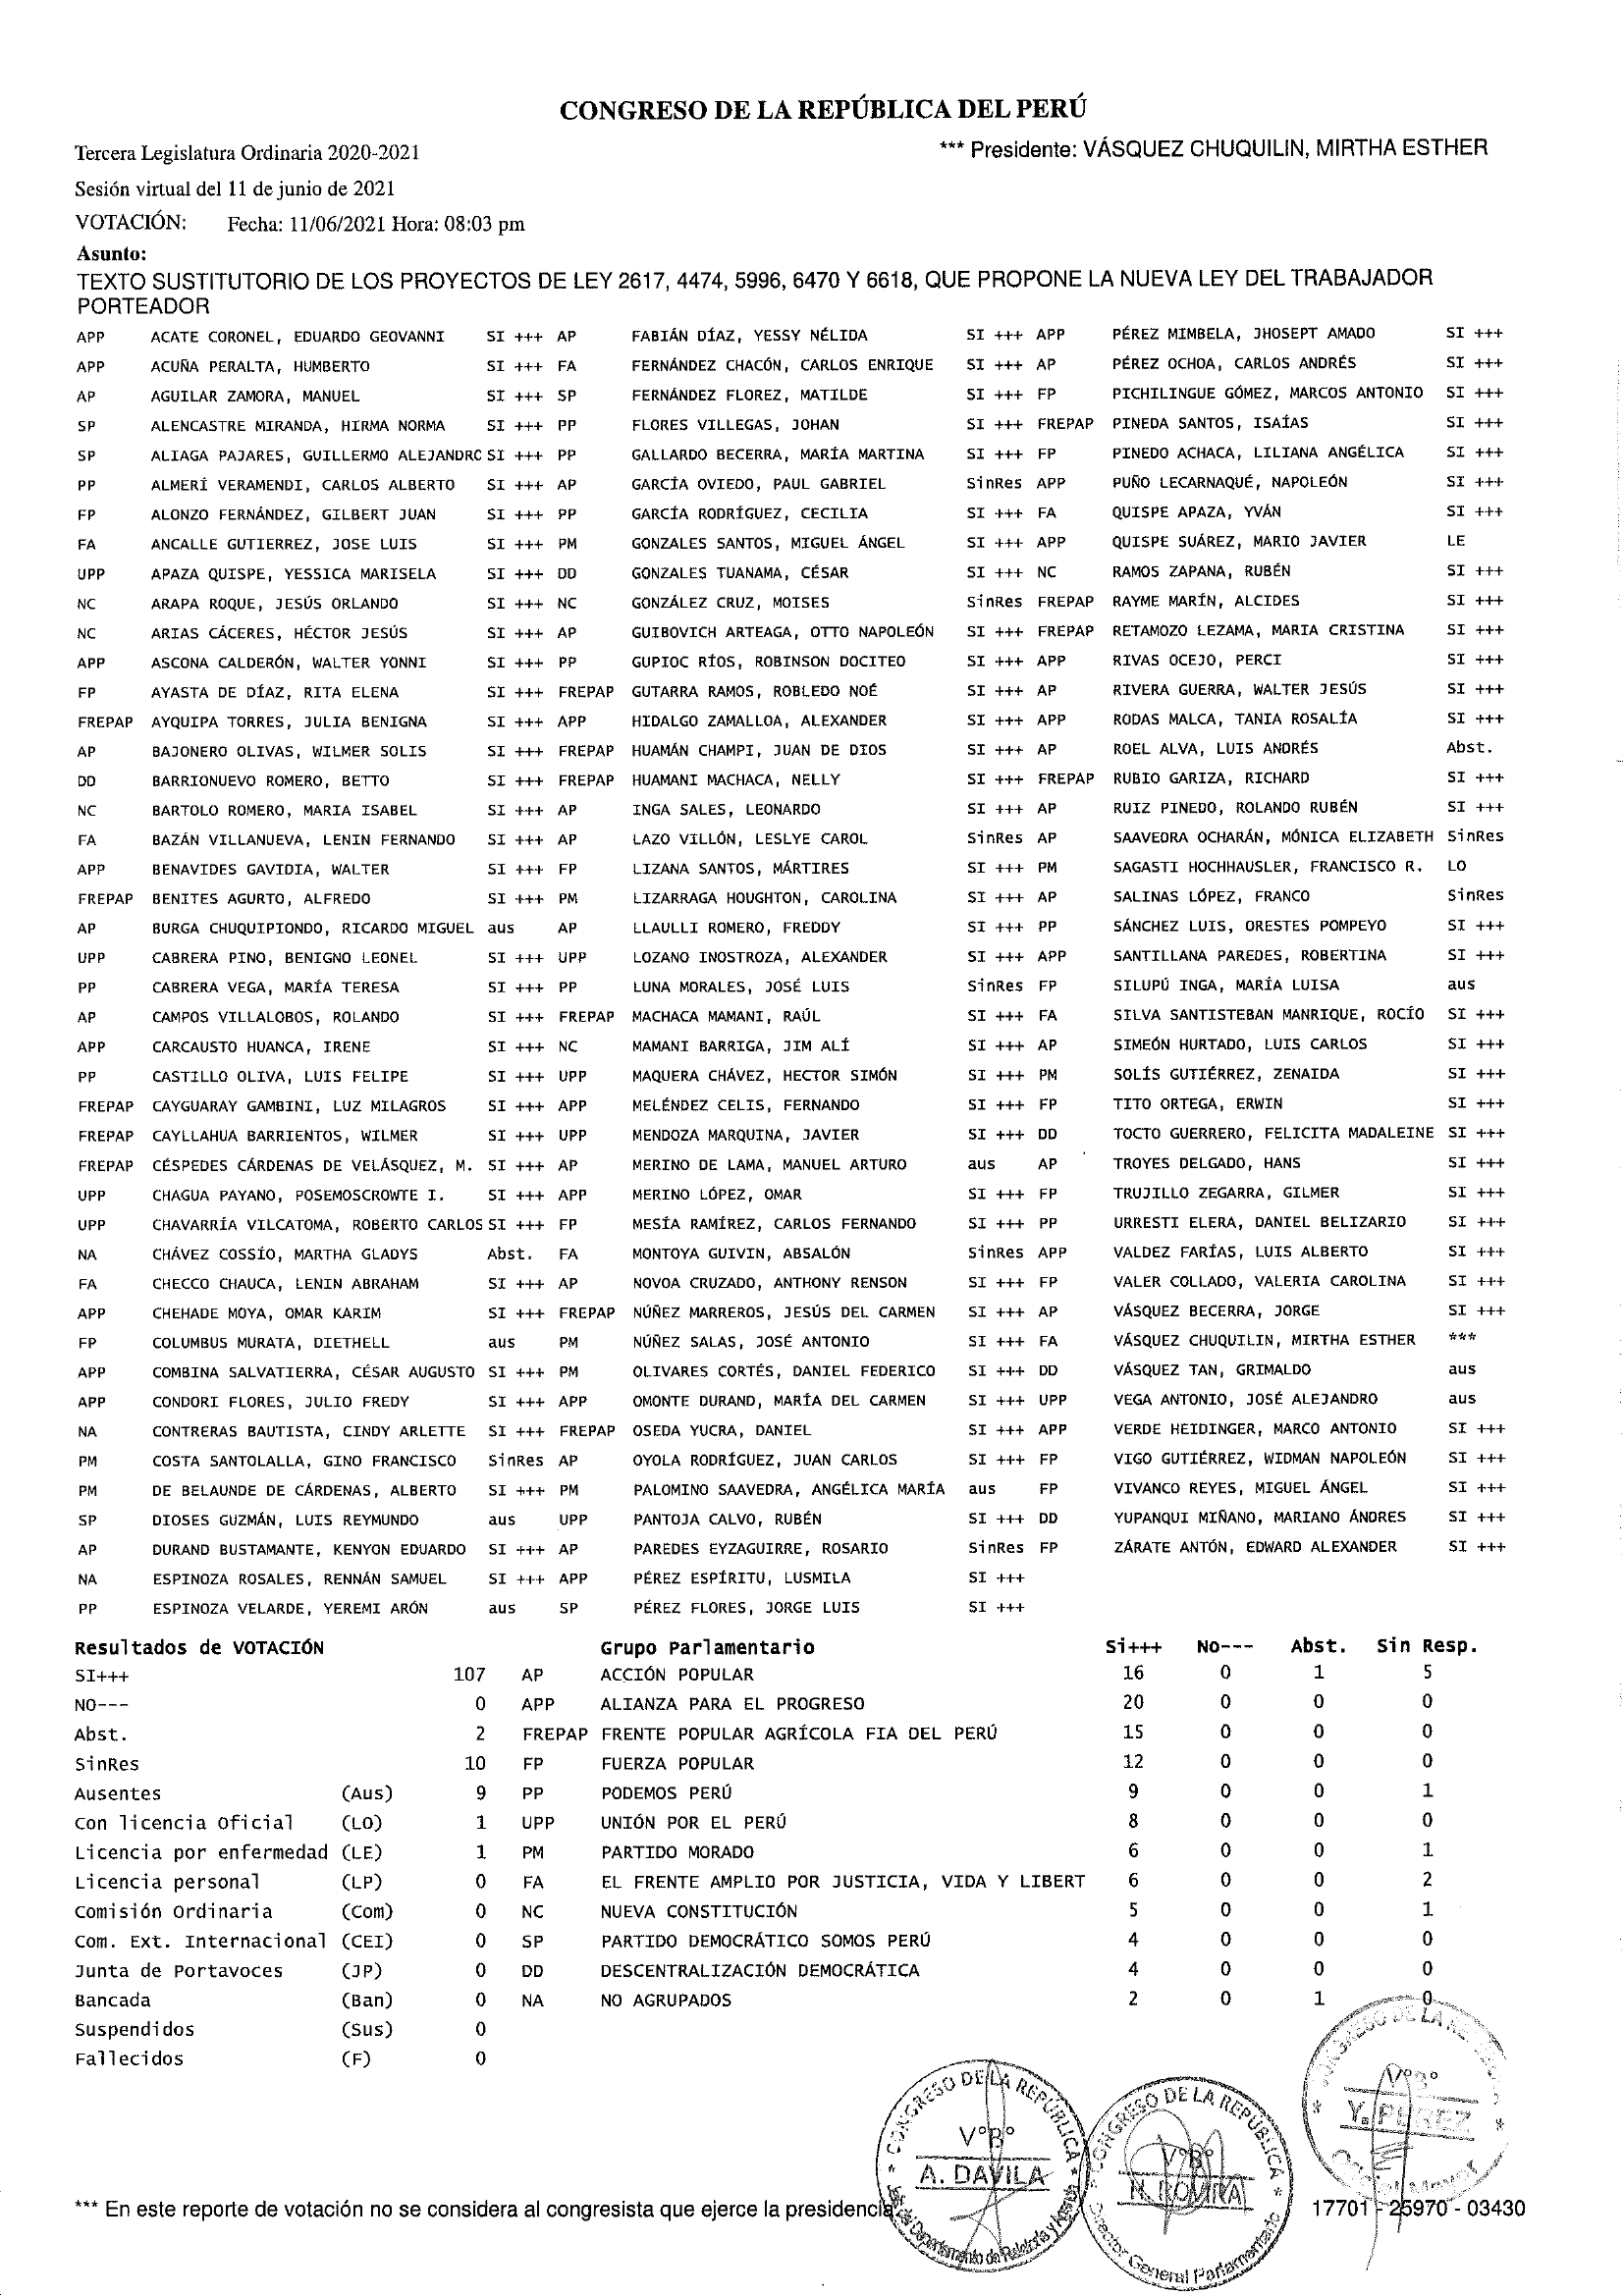 CONGRESO DE LA REPÚBLICA DEL PERÚ
Tercera Legislatura Ordinaria 2020-2021
*** Presidente: VÁSQUEZ CHUQUILIN, MIRTHA ESTHER
Sesión virtual del 11 de junio de 2021
VOTACIÓN: Fecha: 11/06/2021 Hora: 08:03 pm
Asunto:
TEXTO SUSTITUTORIO DE LOS PROYECTOS DE LEY 2617, 4474, 5996, 6470 Y 6618, QUE PROPONE LA NUEVA LEY DEL TRABAJADOR
PORTEADOR
APP ACATE CORONEL, EDUARDO GEOVANNI SI +++ AP FABIÁN DÍAZ, YESSY NÉLIDA SI +++ APP PÉREZ MIMBELA, JHOSEPT AMADO SI +++
APP ACUÑA PERALTA, HUMBERTO SI +++ FA FERNÁNDEZ CHACÓN, CARLOS ENRIQUE SI +++ AP PÉREZ OCHOA, CARLOS ANDRÉS SI +++
AP AGUILAR ZAMORA, MANUEL SI +++ SP FERNÁNDEZ FLOREZ, MATILDE SI +++ FP PICHILINGUE GÓMEZ, MARCOS ANTONIO SI +++
SP ALENCASTRE MIRANDA, HIRMA NORMA SI +++ PP FLORES VILLEGAS, JOHAN SI +++ FREPAP PINEDA SANTOS, ISAÍAS SI +++
SP ALIAGA PAJARES, GUILLERMO ALEJANDRO SI +++ PP GALLARDO BECERRA, MARÍA MARTINA SI +++ FP PINEDO ACHACA, LILIANA ANGÉLICA SI +++
PP ALMERÍ VERAMENDI, CARLOS ALBERTO SI +++ AP GARCÍA OVIEDO, PAUL GABRIEL SinRes APP PUÑO LECARNAQUÉ, NAPOLEÓN SI +++
FP ALONZO FERNÁNDEZ, GILBERT JUAN SI +++ PP GARCÍA RODRÍGUEZ, CECILIA SI +++ FA QUISPE APAZA, YVÁN SI +++
FA ANCALLE GUTIERREZ, JOSE LUIS SI +++ PM GONZALES SANTOS, MIGUEL ÁNGEL SI +++ APP QUISPE SUÁREZ, MARIO JAVIER LE
UPP APAZA QUISPE, YESSICA MARISELA SI +++ DD GONZALES TUANAMA, CÉSAR SI +++ NC RAMOS ZAPANA, RUBÉN SI +++
NC ARAPA ROQUE, JESÚS ORLANDO SI +++ NC GONZÁLEZ CRUZ, MOISES SinRes FREPAP RAYME MARÍN, ALCIDES SI +++
NC ARIAS CÁCERES, HÉCTOR JESÚS SI +++ AP GUIBOVICH ARTEAGA, OTTO NAPOLEÓN SI +++ FREPAP RETAMOZO LEZAMA, MARIA CRISTINA SI +++
APP ASCONA CALDERÓN, WALTER YONNI SI +++ PP GUPIOC RÍOS, ROBINSON DOCITEO SI +++ APP RIVAS OCEJO, PERCI SI +++
FP AYASTA DE DÍAZ, RITA ELENA SI +++ FREPAP GUTARRA RAMOS, ROBLEDO NOÉ SI +++ AP RIVERA GUERRA, WALTER JESÚS SI +++
FREPAP AYQUIPA TORRES, JULIA BENIGNA SI +++ APP HIDALGO ZAMALLOA, ALEXANDER SI +++ APP RODAS MALCA, TANIA ROSALÍA SI +++
AP BAJONERO OLIVAS, WILMER SOLIS SI +++ FREPAP HUAMÁN CHAMPI, JUAN DE DIOS SI +++ AP ROEL ALVA, LUIS ANDRÉS Abst.
DD BARRIONUEVO ROMERO, BETTO SI +++ FREPAP HUAMANI MACHACA, NELLY SI +++ FREPAP RUBIO GARIZA, RICHARD SI +++
NC BARTOLO ROMERO, MARIA ISABEL SI +++ AP INGA SALES, LEONARDO SI +++ AP RUIZ PINEDO, ROLANDO RUBÉN SI +++
FA BAZÁN VILLANUEVA, LENIN FERNANDO SI +++ AP LAZO VILLÓN, LESLYE CAROL SinRes AP SAAVEDRA OCHARÁN, MÓNICA ELIZABETH SinRes
APP BENAVIDES GAVIDIA, WALTER SI +++ FP LIZANA SANTOS, MÁRTIRES SI +++ PM SAGASTI HOCHHAUSLER, FRANCISCO R. LO
FREPAP BENITES AGURTO, ALFREDO SI +++ PM LIZARRAGA HOUGHTON, CAROLINA SI +++ AP SALINAS LÓPEZ, FRANCO SinRes
AP BURGA CHUQUIPIONDO, RICARDO MIGUEL aus AP LLAULLI ROMERO, FREDDY SI +++ PP SÁNCHEZ LUIS, ORESTES POMPEYO SI +++
UPP CABRERA PINO, BENIGNO LEONEL SI +++ UPP LOZANO INOSTROZA, ALEXANDER SI +++ APP SANTILLANA PAREDES, ROBERTINA SI +++
PP CABRERA VEGA, MARÍA TERESA SI +++ PP LUNA MORALES, JOSÉ LUIS SinRes FP SILUPÚ INGA, MARÍA LUISA aus
AP CAMPOS VILLALOBOS, ROLANDO SI +++ FREPAP MACHACA MAMANI, RAÚL SI +++ FA SILVA SANTISTEBAN MANRIQUE, ROCÍO SI +++
APP CARCAUSTO HUANCA, IRENE SI +++ NC MAMANI BARRIGA, JIM ALÍ SI +++ AP SIMEÓN HURTADO, LUIS CARLOS SI +++
PP CASTILLO OLIVA, LUIS FELIPE SI +++ UPP MAQUERA CHÁVEZ, HECTOR SIMÓN SI +++ PM SOLÍS GUTIÉRREZ, ZENAIDA SI +++
FREPAP CAYGUARAY GAMBINI, LUZ MILAGROS SI +++ APP MELÉNDEZ CELIS, FERNANDO SI +++ FP TITO ORTEGA, ERWIN SI +++
FREPAP CAYLLAHUA BARRIENTOS, WILMER SI +++ UPP MENDOZA MARQUINA, JAVIER SI +++ DD TOCTO GUERRERO, FELICITA MADALEINE SI +++
FREPAP CÉSPEDES CÁRDENAS DE VELÁSQUEZ, M. SI +++ AP MERINO DE LAMA, MANUEL ARTURO aus AP TROYES DELGADO, HANS SI +++
UPP CHAGUA PAYANO, POSEMOSCROWTE I. SI +++ APP MERINO LÓPEZ, OMAR SI +++ FP TRUJILLO ZEGARRA, GILMER SI +++
UPP CHAVARRÍA VILCATOMA, ROBERTO CARLOS SI +++ FP MESÍA RAMÍREZ, CARLOS FERNANDO SI +++ PP URRESTI ELERA, DANIEL BELIZARIO SI +++
NA CHÁVEZ COSSÍO, MARTHA GLADYS Abst. FA MONTOYA GUIVIN, ABSALÓN SinRes APP VALDEZ FARÍAS, LUIS ALBERTO SI +++
FA CHECCO CHAUCA, LENIN ABRAHAM SI +++ AP NOVOA CRUZADO, ANTHONY RENSON SI +++ FP VALER COLLADO, VALERIA CAROLINA SI +++
APP CHEHADE MOYA, OMAR KARIM SI +++ FREPAP NÚÑEZ MARREROS, JESÚS DEL CARMEN SI +++ AP VÁSQUEZ BECERRA, JORGE SI +++
FP COLUMBUS MURATA, DIETHELL aus PM NÚÑEZ SALAS, JOSÉ ANTONIO SI +++ FA VÁSQUEZ CHUQUILIN, MIRTHA ESTHER ***
APP COMBINA SALVATIERRA, CÉSAR AUGUSTO SI +++ PM OLIVARES CORTÉS, DANIEL FEDERICO SI +++ DD VÁSQUEZ TAN, GRIMALDO aus
APP CONDORI FLORES, JULIO FREDY SI +++ APP OMONTE DURAND, MARÍA DEL CARMEN SI +++ UPP VEGA ANTONIO, JOSÉ ALEJANDRO aus
NA CONTRERAS BAUTISTA, CINDY ARLETTE SI +++ FREPAP OSEDA YUCRA, DANIEL SI +++ APP VERDE HEIDINGER, MARCO ANTONIO SI +++
PM COSTA SANTOLALLA, GINO FRANCISCO SinRes AP OYOLA RODRÍGUEZ, JUAN CARLOS SI +++ FP VIGO GUTIÉRREZ, WIDMAN NAPOLEÓN SI +++
PM DE BELAUNDE DE CÁRDENAS, ALBERTO SI +++ PM PALOMINO SAAVEDRA, ANGÉLICA MARÍA aus FP VIVANCO REYES, MIGUEL ÁNGEL SI +++
SP DIOSES GUZMÁN, LUIS REYMUNDO aus UPP PANTOJA CALVO, RUBÉN SI +++ DD YUPANQUI MIÑANO, MARIANO ÁNDRES SI +++
AP DURAND BUSTAMANTE, KENYON EDUARDO SI +++ AP PAREDES EYZAGUIRRE, ROSARIO SinRes FP ZÁRATE ANTÓN, EDWARD ALEXANDER SI +++
NA ESPINOZA ROSALES, RENNÁN SAMUEL SI +++ APP PÉREZ ESPÍRITU, LUSMILA SI +++
PP ESPINOZA VELARDE, YEREMI ARÓN aus SP PÉREZ FLORES, JORGE LUIS SI +++
Resultados de VOTACIÓN Grupo Parlamentario Si+++ No--- Abst. Sin Resp.
SI+++ 107 AP ACCIÓN POPULAR 16 0 1 5
NO--- 0 APP ALIANZA PARA EL PROGRESO 20 0 0 0
Abst. 2 FREPAP FRENTE POPULAR AGRÍCOLA FIA DEL PERÚ 15 0 0 0
SinRes 10 FP FUERZA POPULAR 12 0 0 0
Ausentes (Aus) 9 PP PODEMOS PERÚ 9 0 0 1
Con licencia Oficial (LO) 1 UPP UNIÓN POR EL PERÚ 8 0 0 0
Licencia por enfermedad (LE) 1 PM PARTIDO MORADO 6 0 0 1
Licencia personal (LP) 0 FA EL FRENTE AMPLIO POR JUSTICIA, VIDA Y LIBERT 6 0 0 2
Comisión Ordinaria (Com) 0 NC NUEVA CONSTITUCIÓN 5 0 0 1
Com. Ext. Internacional (CEI) 0 SP PARTIDO DEMOCRÁTICO SOMOS PERÚ 4 0 0 0
Junta de Portavoces (JP) 0 DD DESCENTRALIZACIÓN DEMOCRÁTICA 4 0 0 0
Bancada (Ban) 0 NA NO AGRUPADOS 2 0 1 0
Suspendidos (Sus) 0
Fallecidos (F) 0
CONGRESO DE LA REPÚBLICA
V°B°
A. DAVILA
Jefe del Departamento de Relatoría y Agenda
CONGRESO DE LA REPÚBLICA
V°B°
Director General Parlamentario
CONGRESO DE LA
V°B°
Y. PEREZ
Oficial Mayor
*** En este reporte de votación no se considera al congresista que ejerce la presidencia
17701 - 25970 - 03430